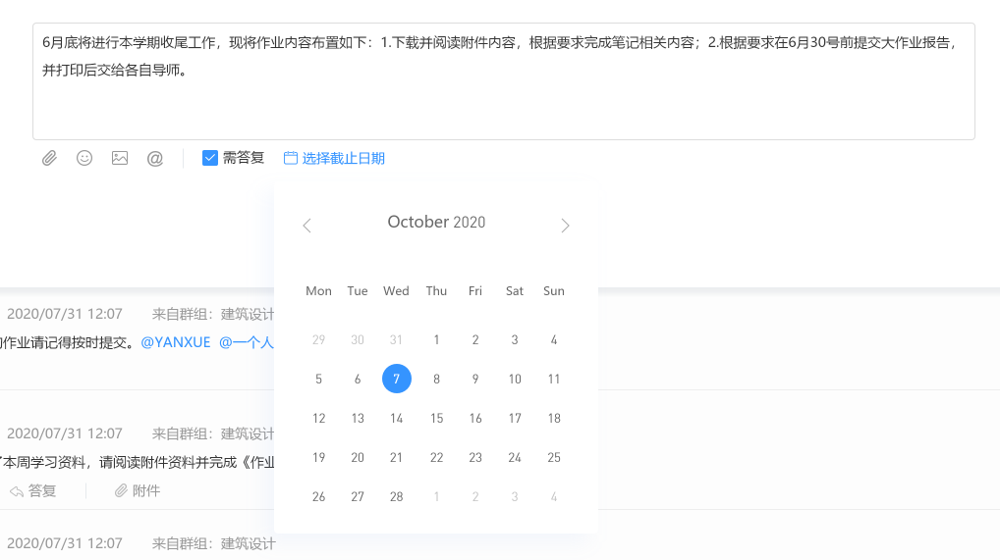 6月底将进行本学期收尾工作，现将作业内容布置如下：1.下载并阅读附件内容，根据要求完成笔记相关内容；2.根据要求在6月30号前提交大作业报告，
并打印后交给各自导师。
需答复 选择截止日期
October 2020
Mon Tue Wed Thu Fri Sat Sun
29 30 31 1 2 3 4
5 6 7 8 9 10 11
12 13 14 15 16 17 18
19 20 21 22 23 24 25
26 27 28 1 2 3 4
2020/07/31 12:07 来自群组：建筑设计
作业请记得按时提交。@YANXUE @一个人
2020/07/31 12:07 来自群组：建筑设计
本周学习资料，请阅读附件资料并完成《作业
答复 附件
2020/07/31 12:07 来自群组：建筑设计